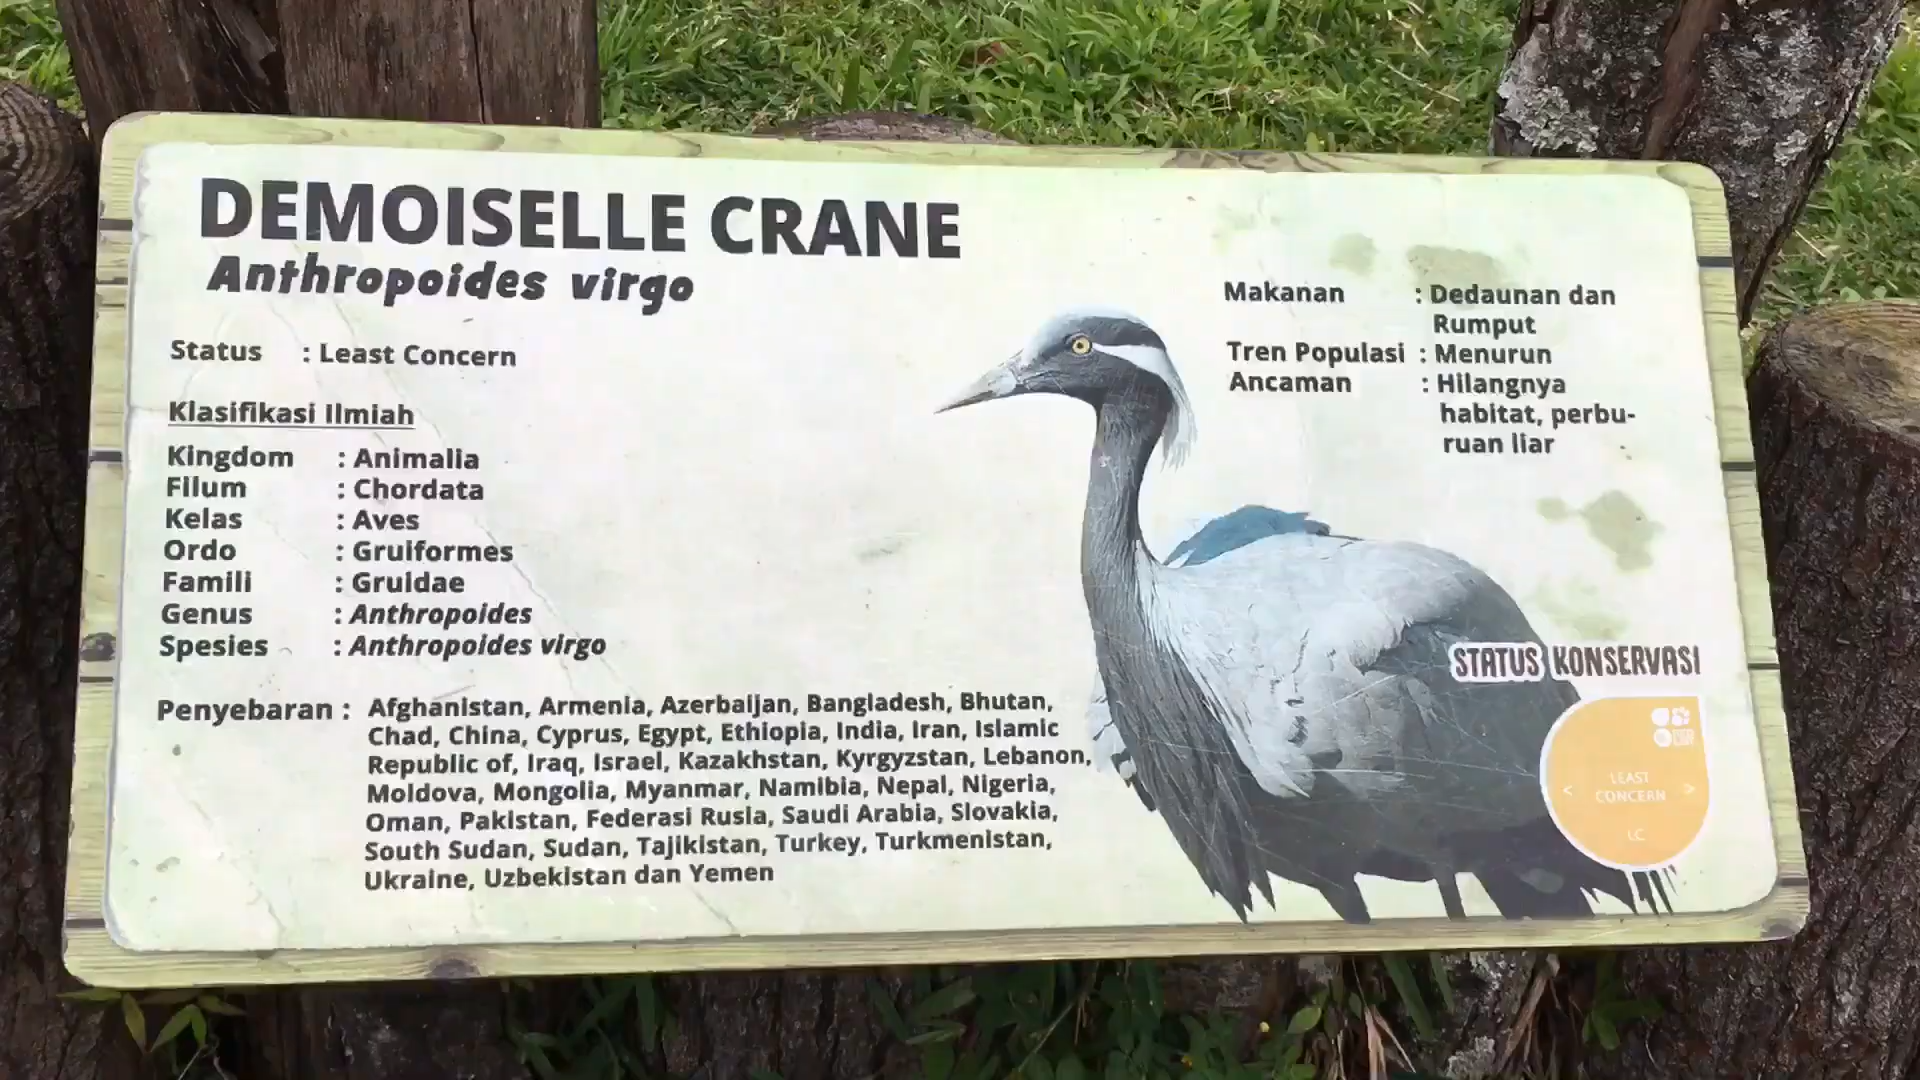 DEMOISELLE CRANE
Anthropoides virgo
Status : Least Concern
Klasifikasi Ilmiah
Kingdom : Animalia
Filum : Chordata
Kelas : Aves
Ordo : Gruiformes
Famili : Gruidae
Genus : Anthropoides
Spesies : Anthropoides virgo
Penyebaran : Afghanistan, Armenia, Azerbaijan, Bangladesh, Bhutan,
Chad, China, Cyprus, Egypt, Ethiopia, India, Iran, Islamic
Republic of, Iraq, Israel, Kazakhstan, Kyrgyzstan, Lebanon,
Moldova, Mongolia, Myanmar, Namibia, Nepal, Nigeria,
Oman, Pakistan, Federasi Rusia, Saudi Arabia, Slovakia,
South Sudan, Sudan, Tajikistan, Turkey, Turkmenistan,
Ukraine, Uzbekistan dan Yemen
Makanan : Dedaunan dan
Rumput
Tren Populasi : Menurun
Ancaman : Hilangnya
habitat, perbu-
ruan liar
STATUS KONSERVASI
LEAST
< CONCERN >
LC